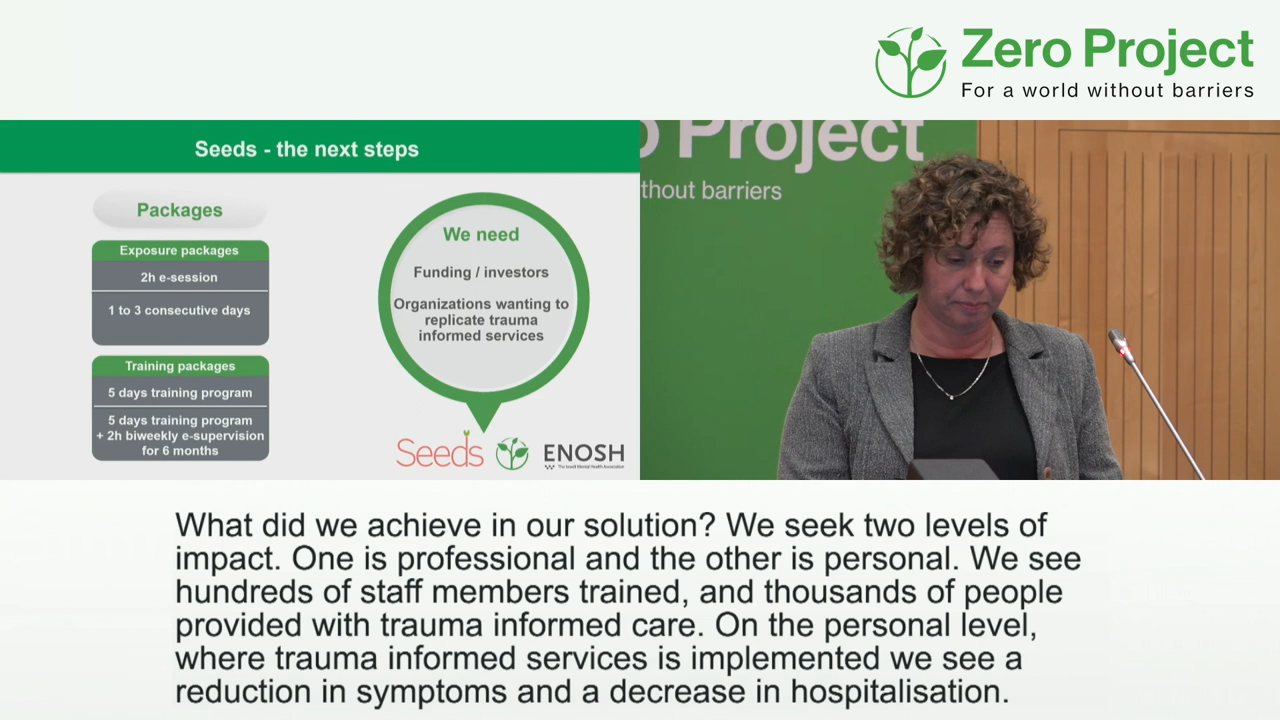 Zero Project
For a world without barriers
Seeds - the next steps
Packages
Exposure packages
2h e-session
1 to 3 consecutive days
Training packages
5 days training program
5 days training program
+ 2h biweekly e-supervision
for 6 months
We need
Funding / investors
Organizations wanting to
replicate trauma
informed services
Seeds
ENOSH
The Israeli Mental Health Association
o Project
thout barriers
What did we achieve in our solution? We seek two levels of
impact. One is professional and the other is personal. We see
hundreds of staff members trained, and thousands of people
provided with trauma informed care. On the personal level,
where trauma informed services is implemented we see a
reduction in symptoms and a decrease in hospitalisation.